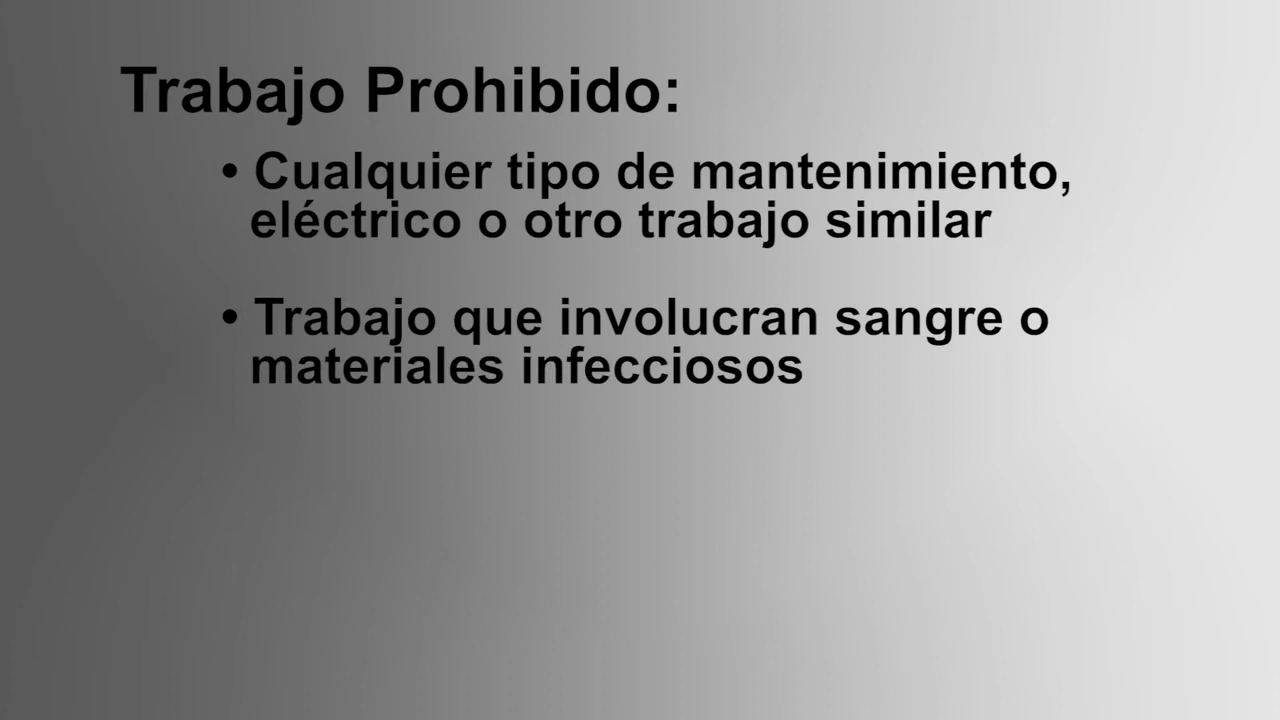 Trabajo Prohibido:
• Cualquier tipo de mantenimiento,
eléctrico o otro trabajo similar
• Trabajo que involucran sangre o
materiales infecciosos